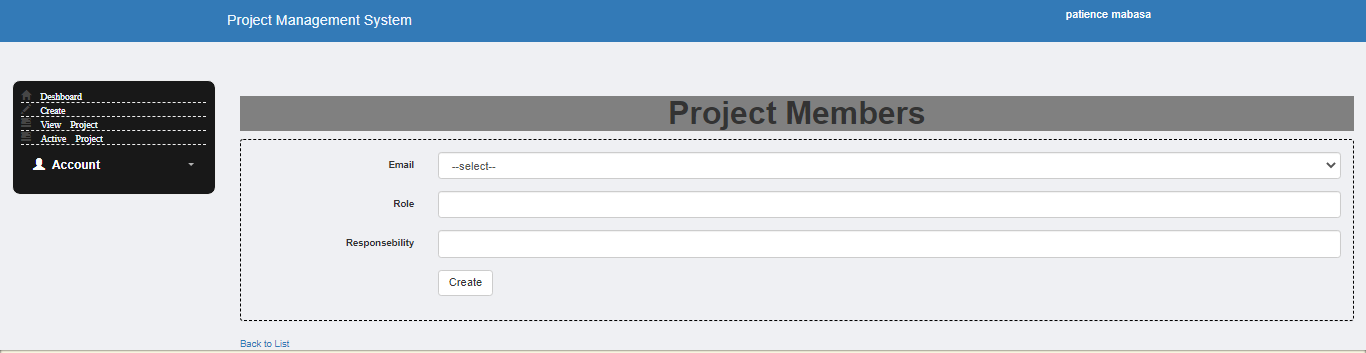 Project Management System
patience mabasa
Deshboard
Create
View Project
Active Project
Account
Project Members
Email
--select--
Role
Responsebility
Create
Back to List